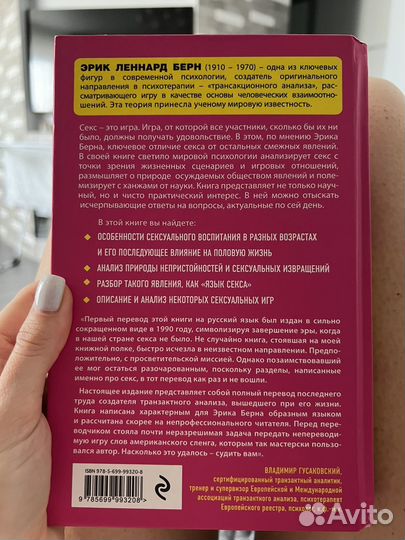 ЭРИК ЛЕННАРД БЕРН (1910 – 1970) – одна из ключевых
фигур в современной психологии, создатель оригинального
направления в психотерапии – «трансакционного анализа», рас-
сматривающего игру в качестве основы человеческих взаимоотно-
шений. Эта теория принесла ученому мировую известность.
Секс – это игра. Игра, от которой все участники, сколько бы их ни
было, должны получать удовольствие. В этом, по мнению Эрика
Берна, ключевое отличие секса от остальных смежных явлений.
В своей книге светило мировой психологии анализирует секс с
точки зрения жизненных сценариев и игровых отношений,
размышляет о природе осуждаемых обществом явлений и поле-
мизирует с ханжами от науки. Книга представляет не только науч-
ный, но и чисто практический интерес. В ней можно отыскать
исчерпывающие ответы на вопросы, актуальные по сей день.
В этой книге вы найдете:
ОСОБЕННОСТИ СЕКСУАЛЬНОГО ВОСПИТАНИЯ В РАЗНЫХ ВОЗРАСТАХ
И ЕГО ПОСЛЕДУЮЩЕЕ ВЛИЯНИЕ НА ПОЛОВУЮ ЖИЗНЬ
АНАЛИЗ ПРИРОДЫ НЕПРИСТОЙНОСТЕЙ И СЕКСУАЛЬНЫХ ИЗВРАЩЕНИЙ
РАЗБОР ТАКОГО ЯВЛЕНИЯ, КАК «ЯЗЫК СЕКСА»
ОПИСАНИЕ И АНАЛИЗ НЕКОТОРЫХ СЕКСУАЛЬНЫХ ИГР
"Первый перевод этой книги на русский язык был издан в сильно
сокращенном виде в 1990 году, символизируя завершение эры, когда
в нашей стране секса не было. Не случайно книга, стоявшая на моей
книжной полке, быстро исчезла в неизвестном направлении. Предпо-
ложительно, с просветительской миссией. Однако позаимствовавший
ее мог остаться разочарованным, поскольку разделы, написанные
именно про секс, в тот перевод как раз и не вошли.
Настоящее издание представляет собой полный перевод последнего
труда создателя транзактного анализа, вышедшего при его жизни.
Книга написана характерным для Эрика Берна образным языком
и рассчитана скорее на непрофессионального читателя. Перед пере-
водчиком стояла почти неразрешимая задача передать непереводи-
мую игру слов американского сленга, которым так мастерски пользо-
вался автор. Насколько это удалось – судить вам».
ВЛАДИМИР ГУСАКОВСКИЙ,
сертифицированный транзактный аналитик,
тренер и супервизор Европейской и Международной
ассоциаций транзактного анализа, психотерапевт
Европейского реестра, психолог, к.ф.-н.
ISBN 978-5-699-99320-8
9 785699 993208
Avito